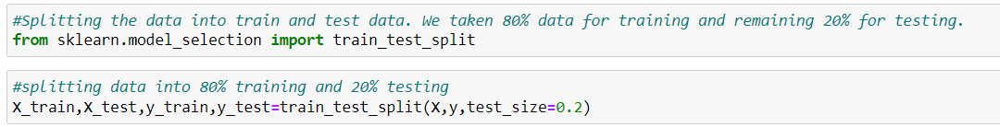 #Splitting the data into train and test data. We taken 80% data for training and remaining 20% for testing.
from sklearn.model_selection import train_test_split
#splitting data into 80% training and 20% testing
X_train,X_test,y_train,y_test=train_test_split(X,y,test_size=0.2)